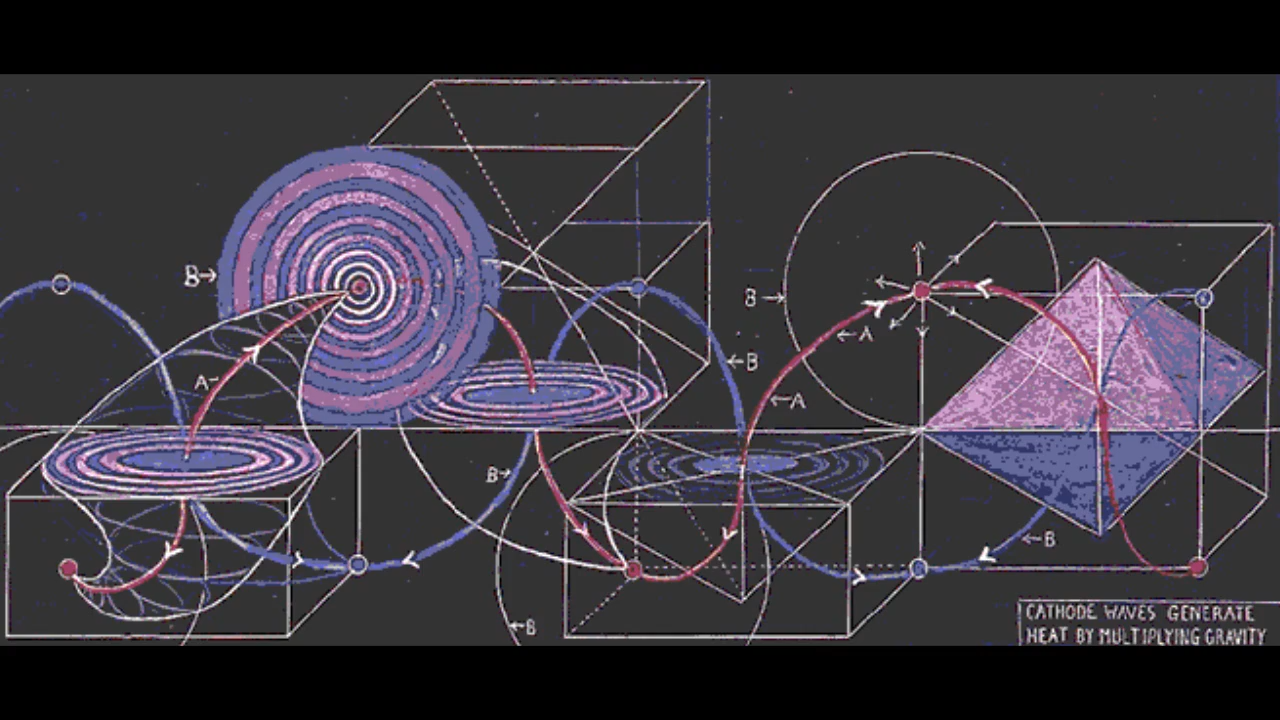 B→
A
B→
←A
←B
←A
B→
←B
←B
CATHODE WAVES GENERATE
HEAT BY MULTIPLYING GRAVITY